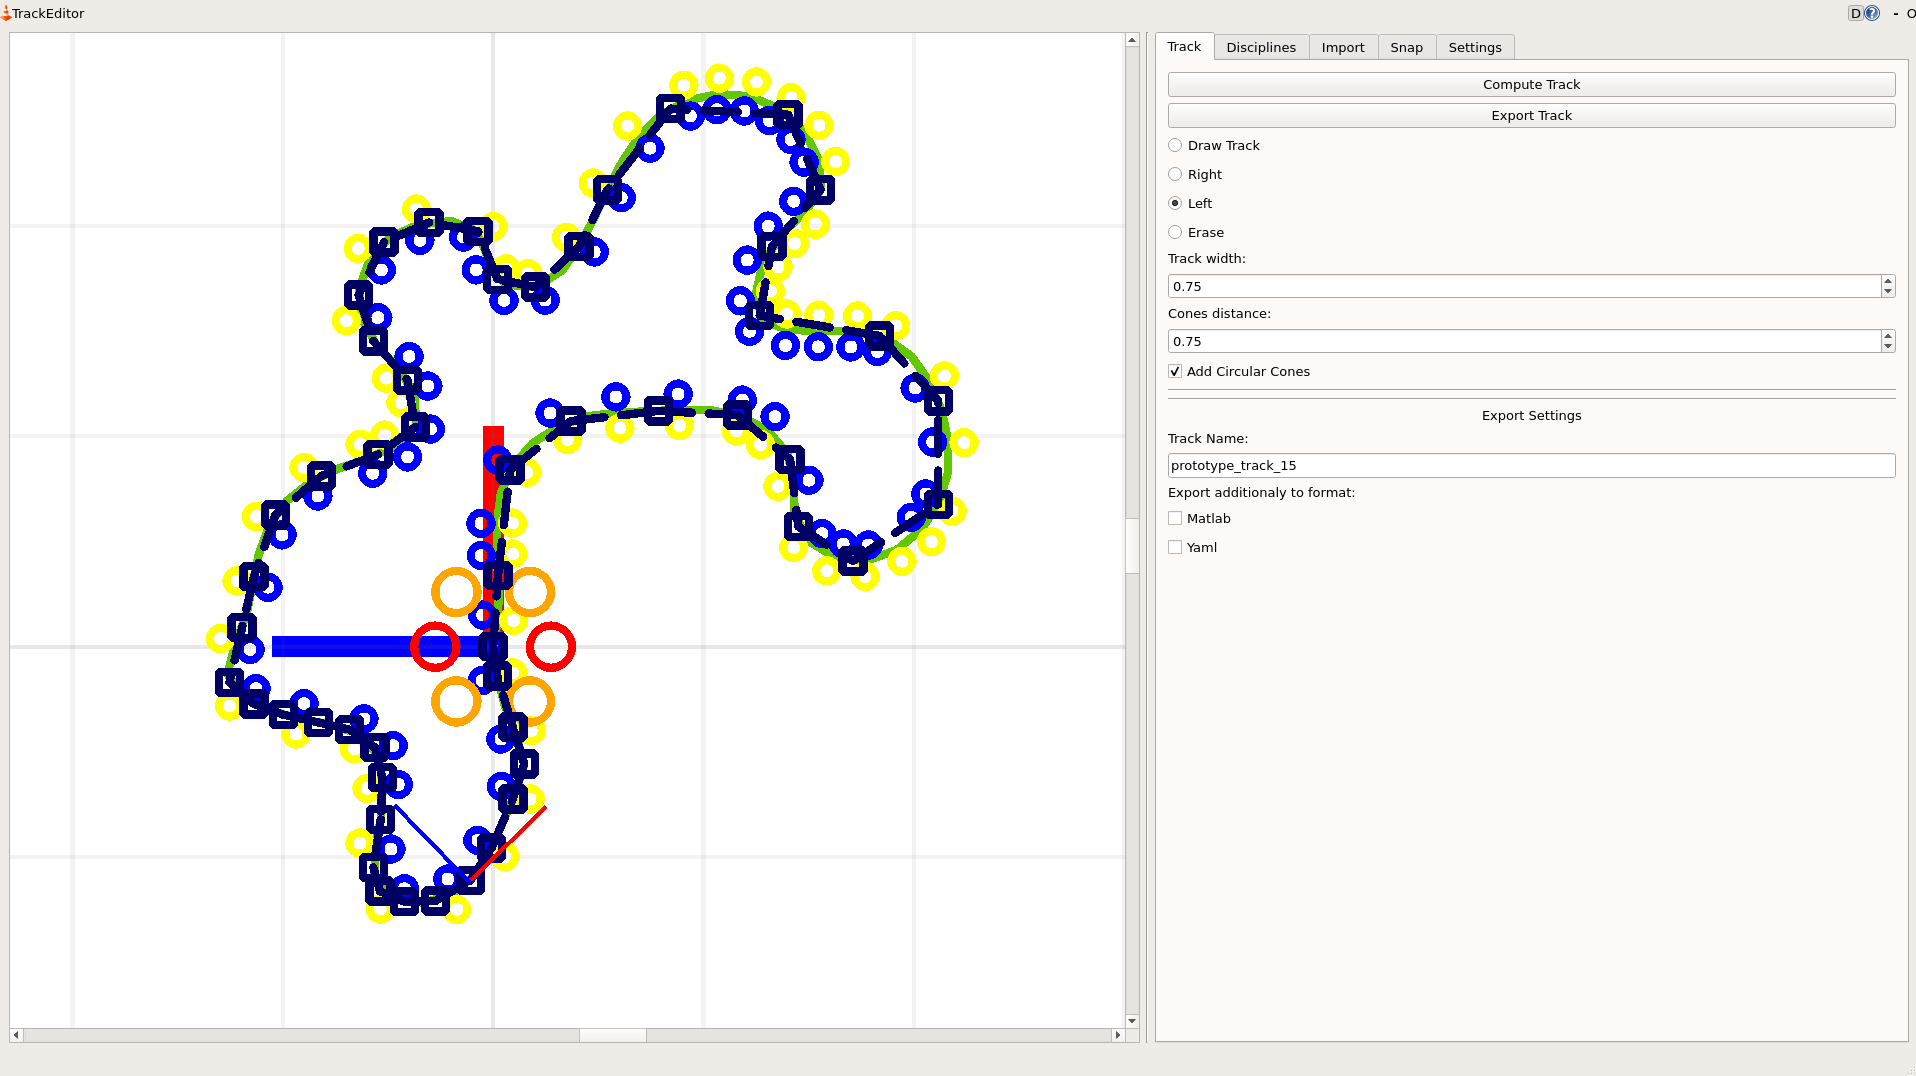 TrackEditor
D ? - O
Track Disciplines Import Snap Settings
Compute Track
Export Track
Draw Track
Right
Left
Erase
Track width:
0.75
Cones distance:
0.75
Add Circular Cones
Export Settings
Track Name:
prototype_track_15
Export additionaly to format:
Matlab
Yaml